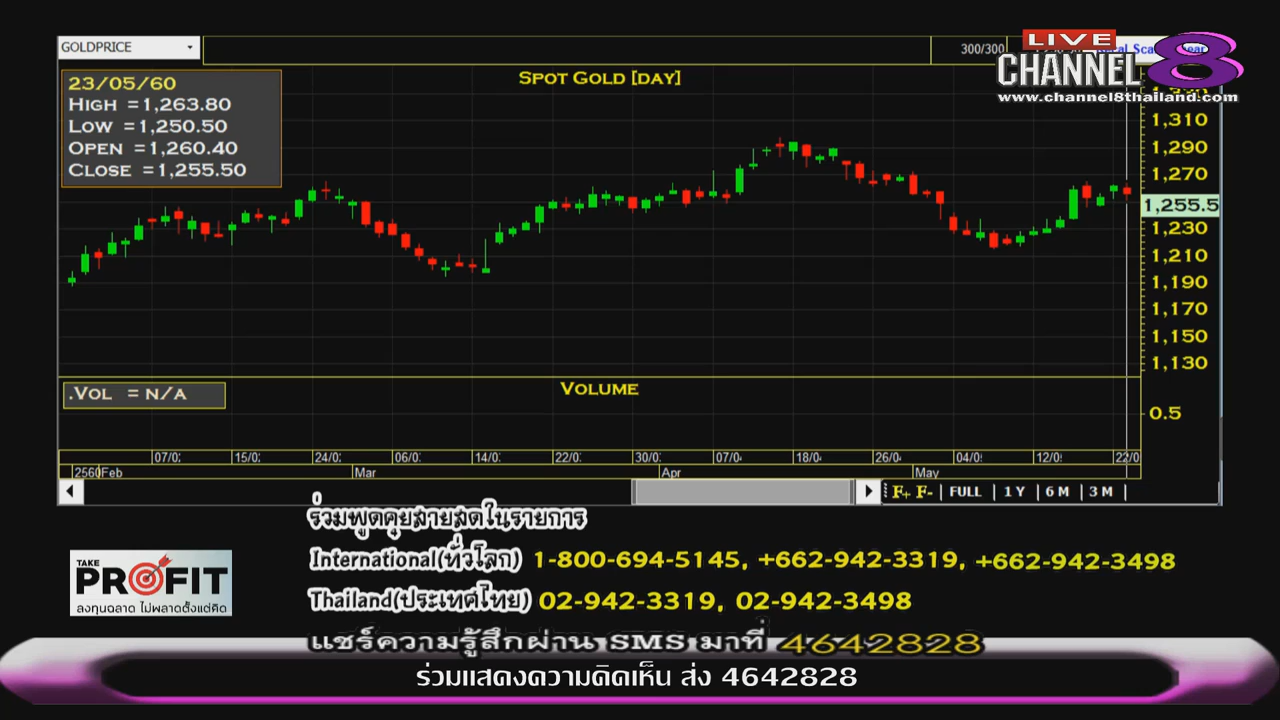 GOLDPRICE
300/300
LIVE
CHANNEL 8
www.channel8thailand.com
23/05/60
HIGH =1,263.80
LOW =1,250.50
OPEN =1,260.40
CLOSE =1,255.50
SPOT GOLD [DAY]
1,310
1,290
1,270
1,255.5
1,230
1,210
1,190
1,170
1,150
1,130
.VOL = N/A
VOLUME
0.5
07/0
15/0
24/0
06/0
14/0
22/0
30/0
07/0
18/0
26/0
04/0
12/0
22/0
2560 Feb
Mar
Apr
May
F+ F- | FULL | 1 Y | 6 M | 3 M |
ร่วมพูดคุยสายสดในรายการ
International(ทั่วโลก) 1-800-694-5145, +662-942-3319, +662-942-3498
TAKE
PROFIT
ลงทุนฉลาด ไม่พลาดตั้งแต่คิด
Thailand(ประเทศไทย) 02-942-3319, 02-942-3498
แชร์ความรู้สึกผ่าน SMS มาที่ 4642828
ร่วมแสดงความคิดเห็น ส่ง 4642828